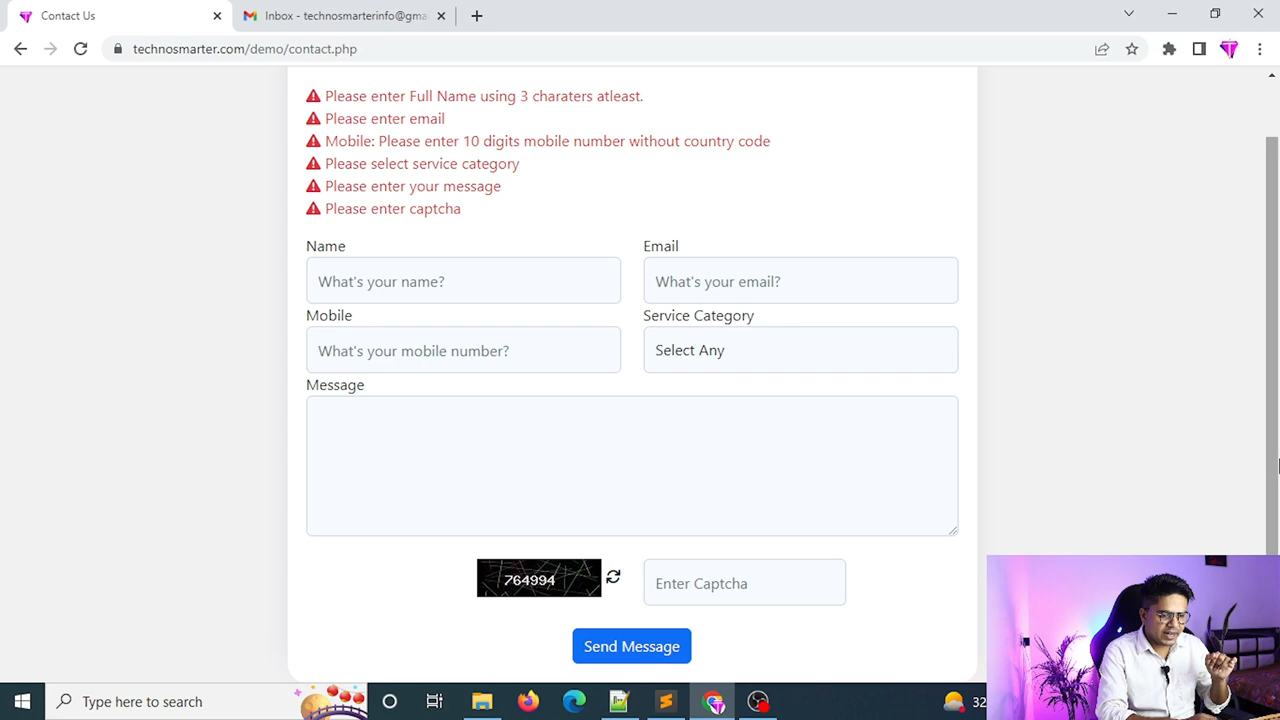 Contact Us
Inbox - technosmarterinfo@gma
technosmarter.com/demo/contact.php
Please enter Full Name using 3 charaters atleast.
Please enter email
Mobile: Please enter 10 digits mobile number without country code
Please select service category
Please enter your message
Please enter captcha
Name
Email
What's your name?
What's your email?
Mobile
Service Category
What's your mobile number?
Select Any
Message
764994
Enter Captcha
Send Message
Type here to search
32